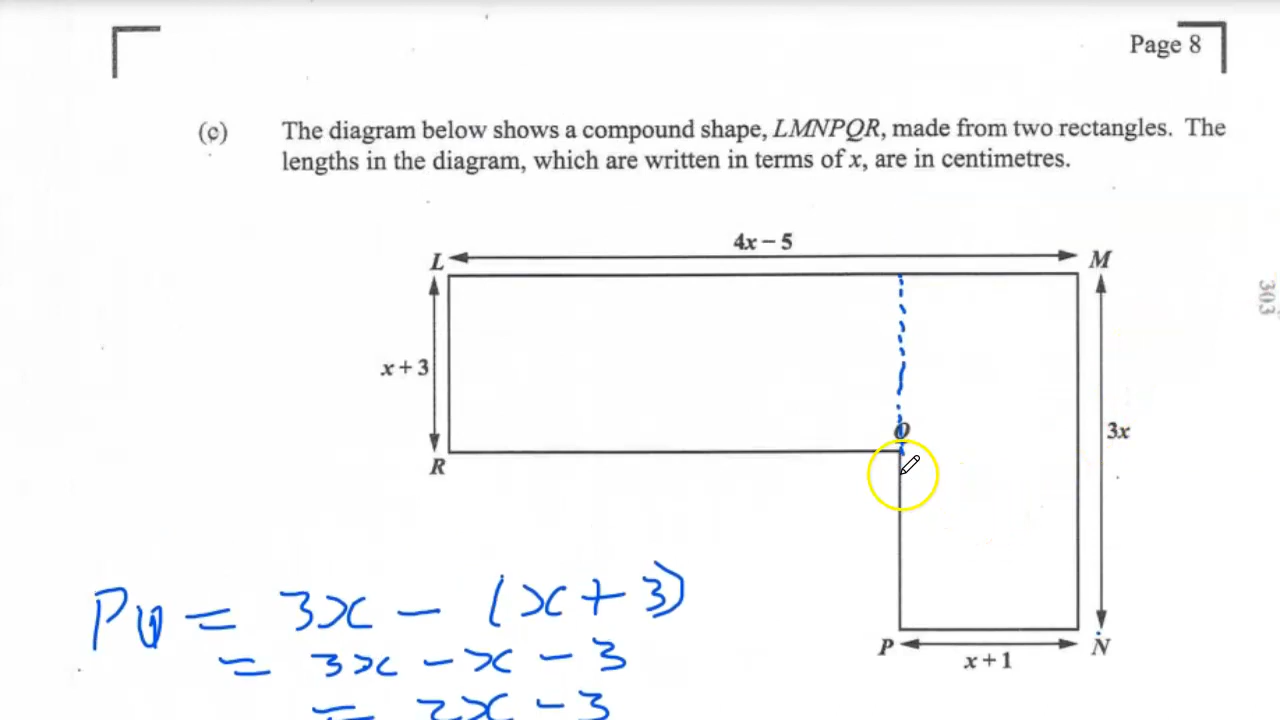 Page 8
(c) The diagram below shows a compound shape, LMNPQR, made from two rectangles. The
lengths in the diagram, which are written in terms of x, are in centimetres.
4x – 5
L
M
x + 3
303
Q
3x
R
P
N
x + 1
PQ = 3x – (x + 3)
= 3x – x – 3
= 2x – 3